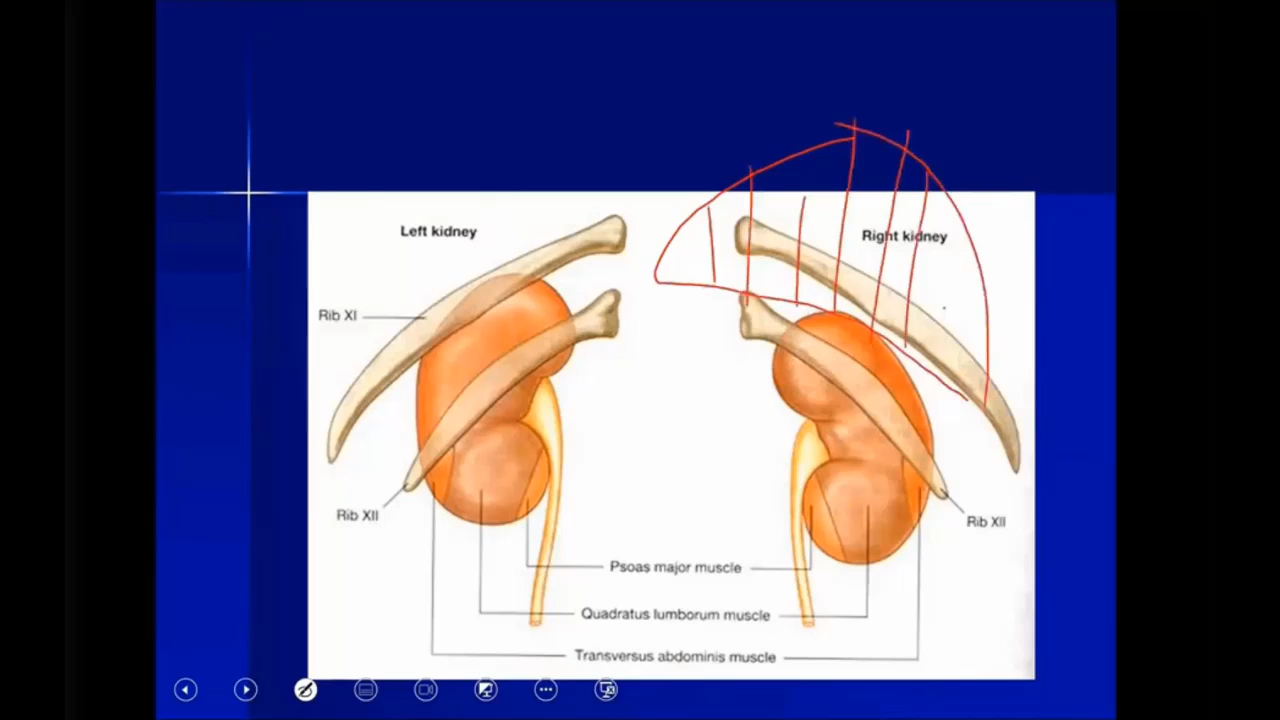 Left kidney
Right kidney
Rib XI
Rib XII
Rib XII
Psoas major muscle
Quadratus lumborum muscle
Transversus abdominis muscle